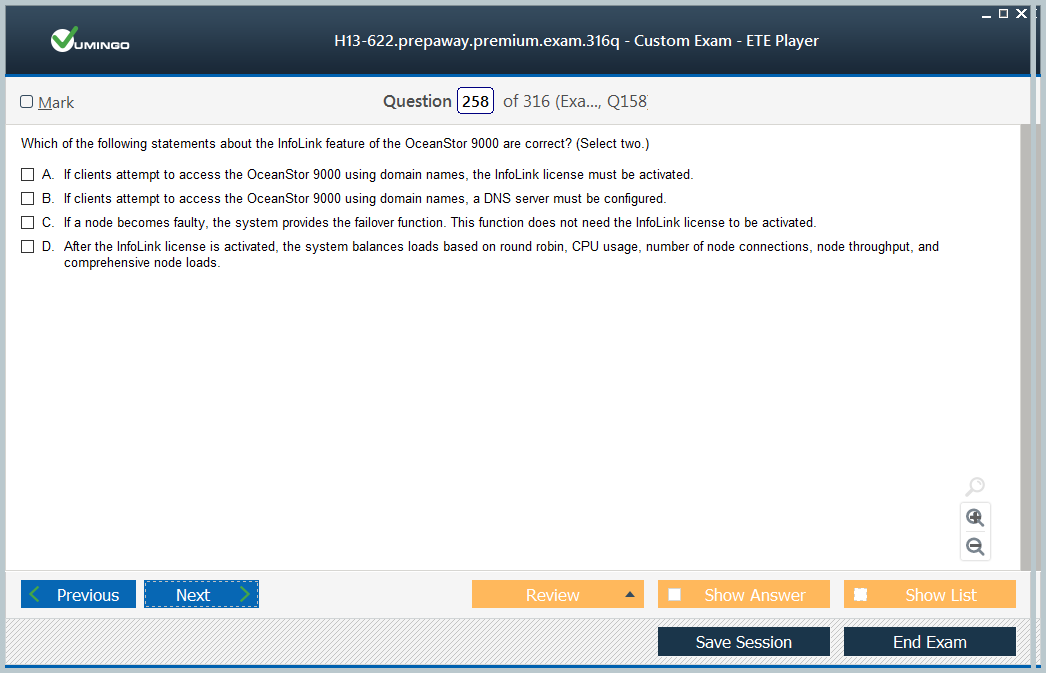 VUMINGO
H13-622.prepaway.premium.exam.316q - Custom Exam - ETE Player
Mark
Question 258 of 316 (Exa..., Q158)
Which of the following statements about the InfoLink feature of the OceanStor 9000 are correct? (Select two.)
A. If clients attempt to access the OceanStor 9000 using domain names, the InfoLink license must be activated.
B. If clients attempt to access the OceanStor 9000 using domain names, a DNS server must be configured.
C. If a node becomes faulty, the system provides the failover function. This function does not need the InfoLink license to be activated.
D. After the InfoLink license is activated, the system balances loads based on round robin, CPU usage, number of node connections, node throughput, and
comprehensive node loads.
Previous
Next
Review
Show Answer
Show List
Save Session
End Exam